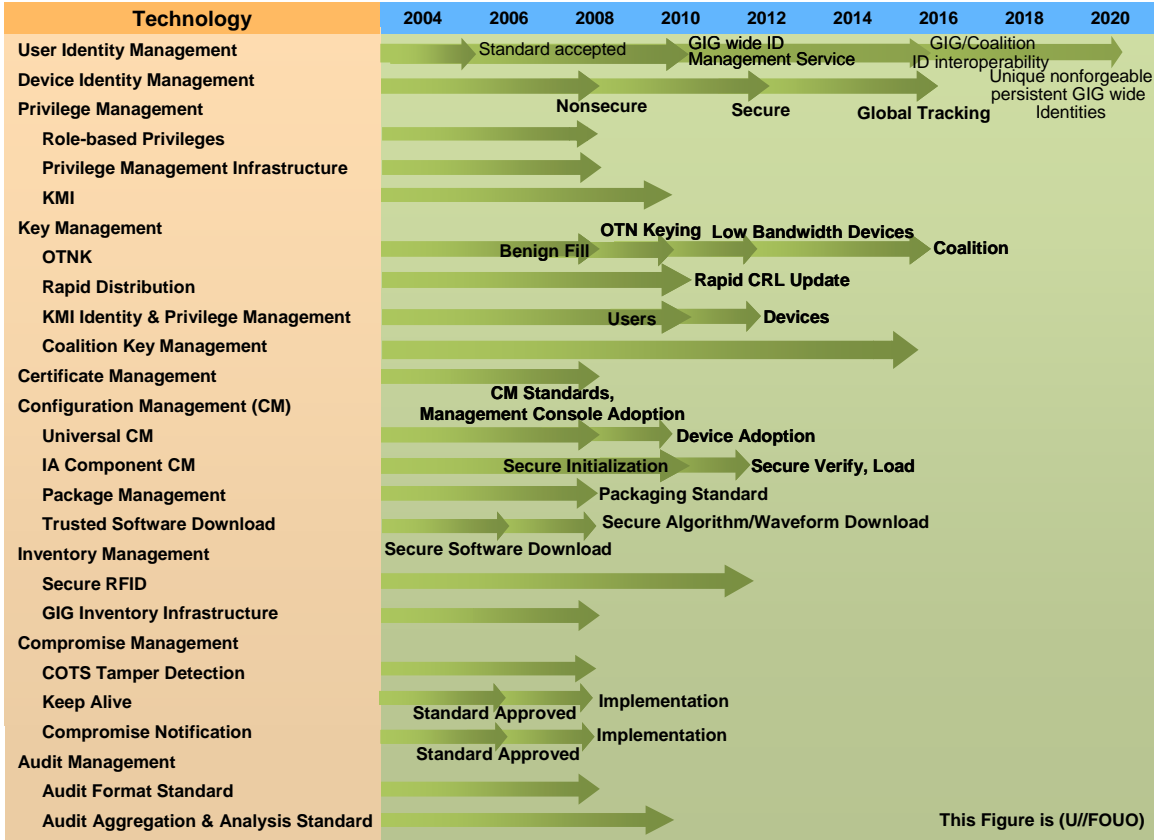 Technology 2004 2006 2008 2010 2012 2014 2016 2018 2020
User Identity Management
Standard accepted
GIG wide ID
Management Service
GIG/Coalition
ID interoperability
Unique nonforgeable
persistent GIG wide
Identities
Device Identity Management
Nonsecure
Secure
Global Tracking
Privilege Management
Role-based Privileges
Privilege Management Infrastructure
KMI
Key Management
OTN Keying
Low Bandwidth Devices
OTNK
Benign Fill
Coalition
Rapid Distribution
Rapid CRL Update
KMI Identity & Privilege Management
Users
Devices
Coalition Key Management
Certificate Management
CM Standards,
Management Console Adoption
Configuration Management (CM)
Universal CM
Device Adoption
IA Component CM
Secure Initialization
Secure Verify, Load
Package Management
Packaging Standard
Trusted Software Download
Secure Algorithm/Waveform Download
Secure Software Download
Inventory Management
Secure RFID
GIG Inventory Infrastructure
Compromise Management
COTS Tamper Detection
Keep Alive
Standard Approved
Implementation
Compromise Notification
Implementation
Standard Approved
Audit Management
Audit Format Standard
Audit Aggregation & Analysis Standard
This Figure is (U//FOUO)